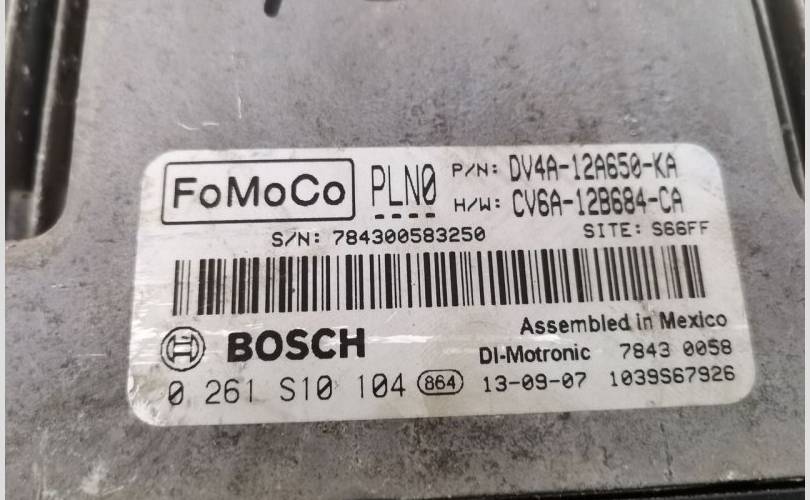 FoMoCo PLN0 P/N: DV4A-12A650-KA
H/W: CV6A-12B684-CA
S/N: 784300583250 SITE: S66FF
Assembled in Mexico
BOSCH DI-Motronic 7843 0058
0 261 S10 104 864 13-09-07 1039S67926